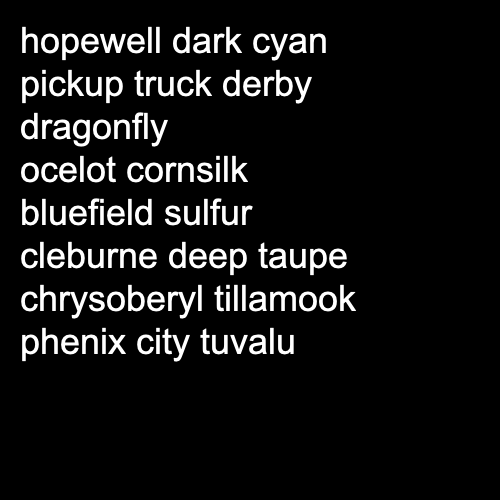 hopewell dark cyan
pickup truck derby
dragonfly
ocelot cornsilk
bluefield sulfur
cleburne deep taupe
chrysoberyl tillamook
phenix city tuvalu